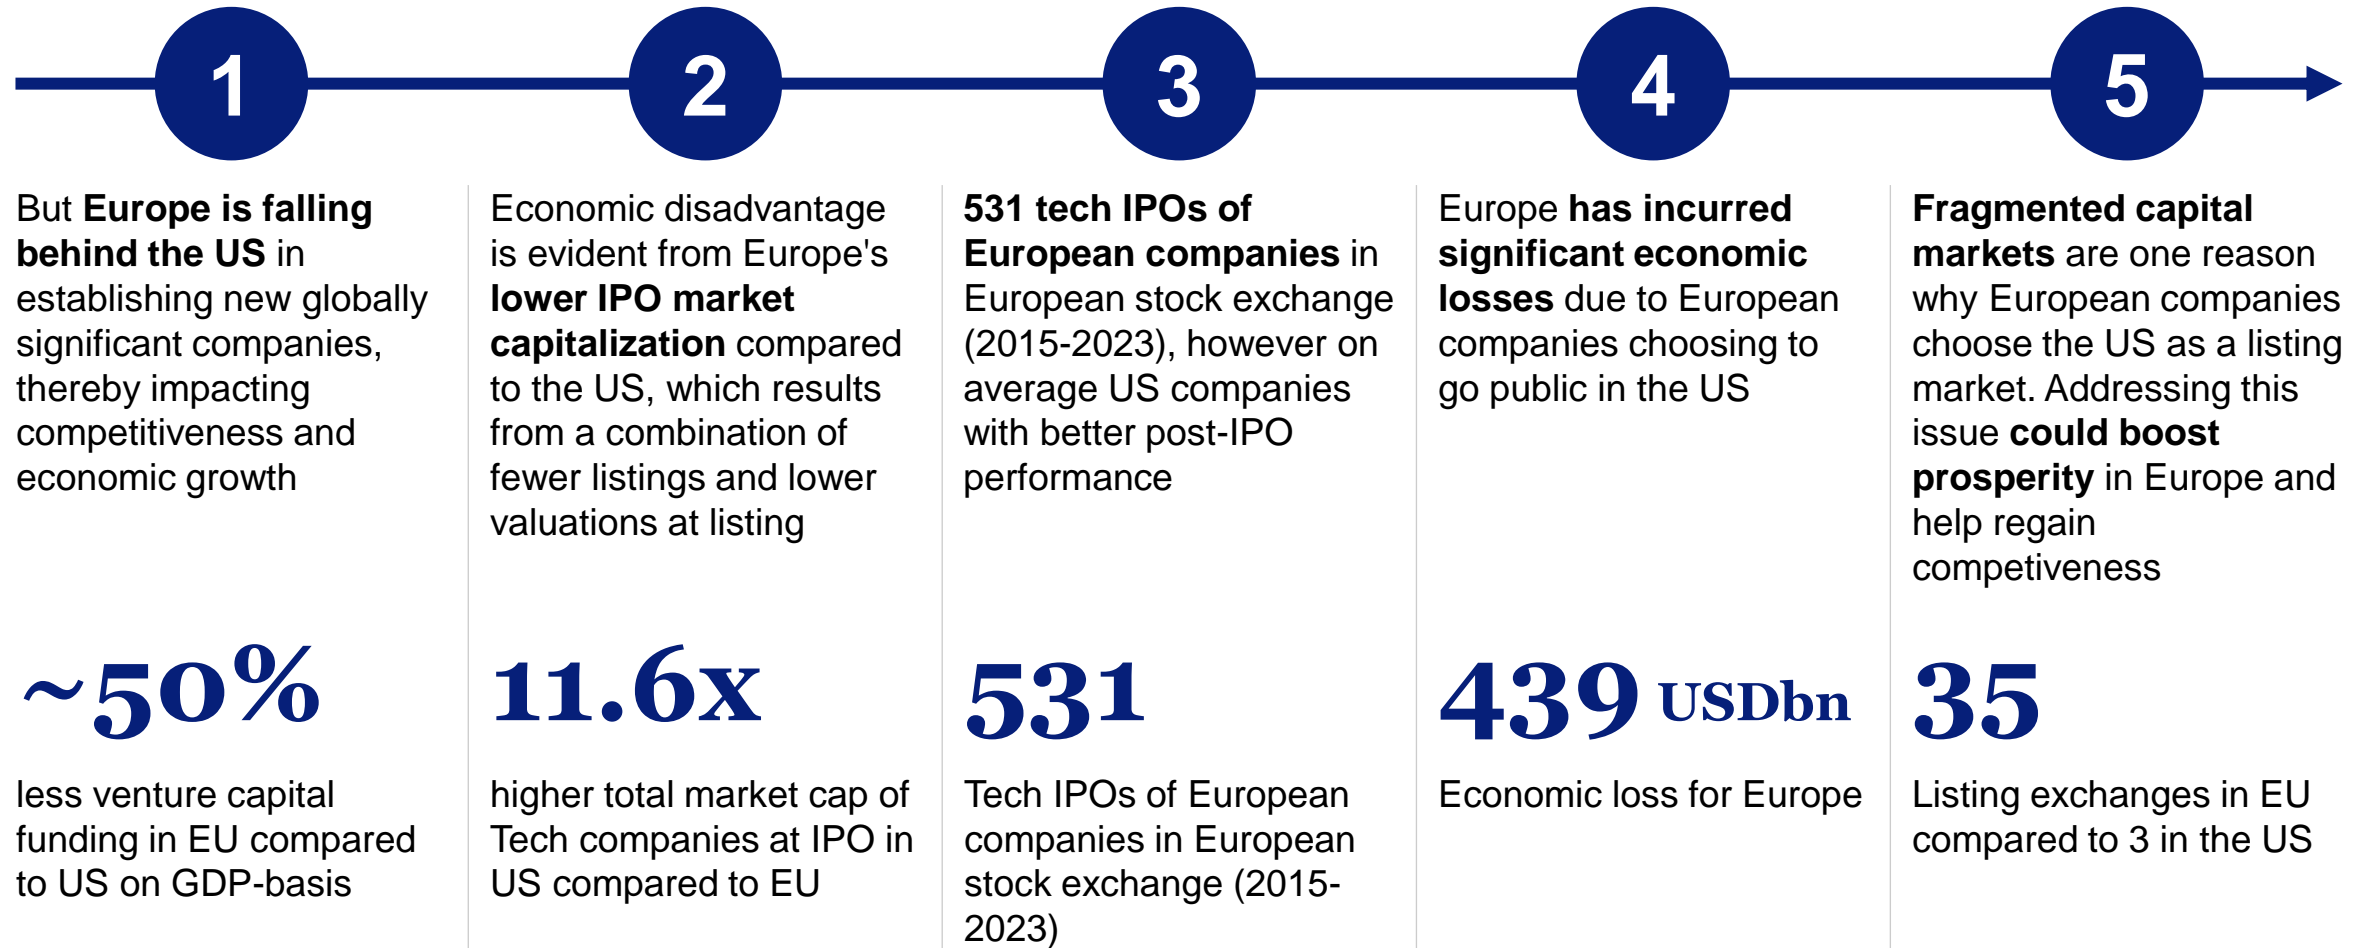 1
2
3
4
5
But Europe is falling
behind the US in
establishing new globally
significant companies,
thereby impacting
competitiveness and
economic growth
~50%
less venture capital
funding in EU compared
to US on GDP-basis
Economic disadvantage
is evident from Europe's
lower IPO market
capitalization compared
to the US, which results
from a combination of
fewer listings and lower
valuations at listing
11.6x
higher total market cap of
Tech companies at IPO in
US compared to EU
531 tech IPOs of
European companies in
European stock exchange
(2015-2023), however on
average US companies
with better post-IPO
performance
531
Tech IPOs of European
companies in European
stock exchange (2015-
2023)
Europe has incurred
significant economic
losses due to European
companies choosing to
go public in the US
439 USDbn
Economic loss for Europe
Fragmented capital
markets are one reason
why European companies
choose the US as a listing
market. Addressing this
issue could boost
prosperity in Europe and
help regain
competiveness
35
Listing exchanges in EU
compared to 3 in the US